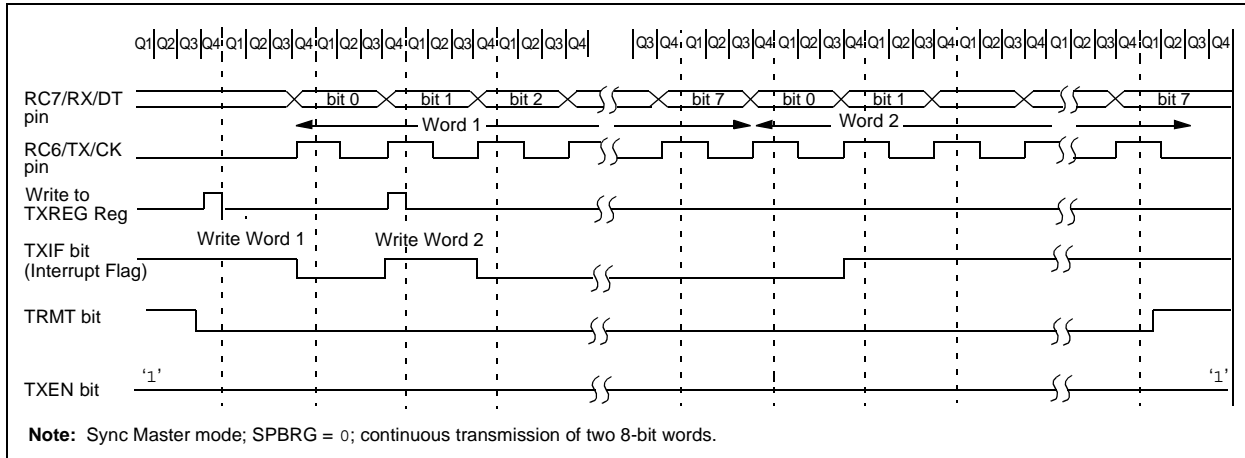 Q1 Q2 Q3 Q4 Q1 Q2 Q3 Q4 Q1 Q2 Q3 Q4 Q1 Q2 Q3 Q4 Q1 Q2 Q3 Q4 Q3 Q4 Q1 Q2 Q3 Q4 Q1 Q2 Q3 Q4 Q1 Q2 Q3 Q4 Q1 Q2 Q3 Q4 Q1 Q2 Q3 Q4 Q1 Q2 Q3 Q4
RC7/RX/DT
pin
bit 0 bit 1 bit 2 bit 7 bit 0 bit 1 bit 7
Word 1 Word 2
RC6/TX/CK
pin
Write to
TXREG Reg
Write Word 1 Write Word 2
TXIF bit
(Interrupt Flag)
TRMT bit
TXEN bit
‘1’ ‘1’
Note: Sync Master mode; SPBRG = 0; continuous transmission of two 8-bit words.